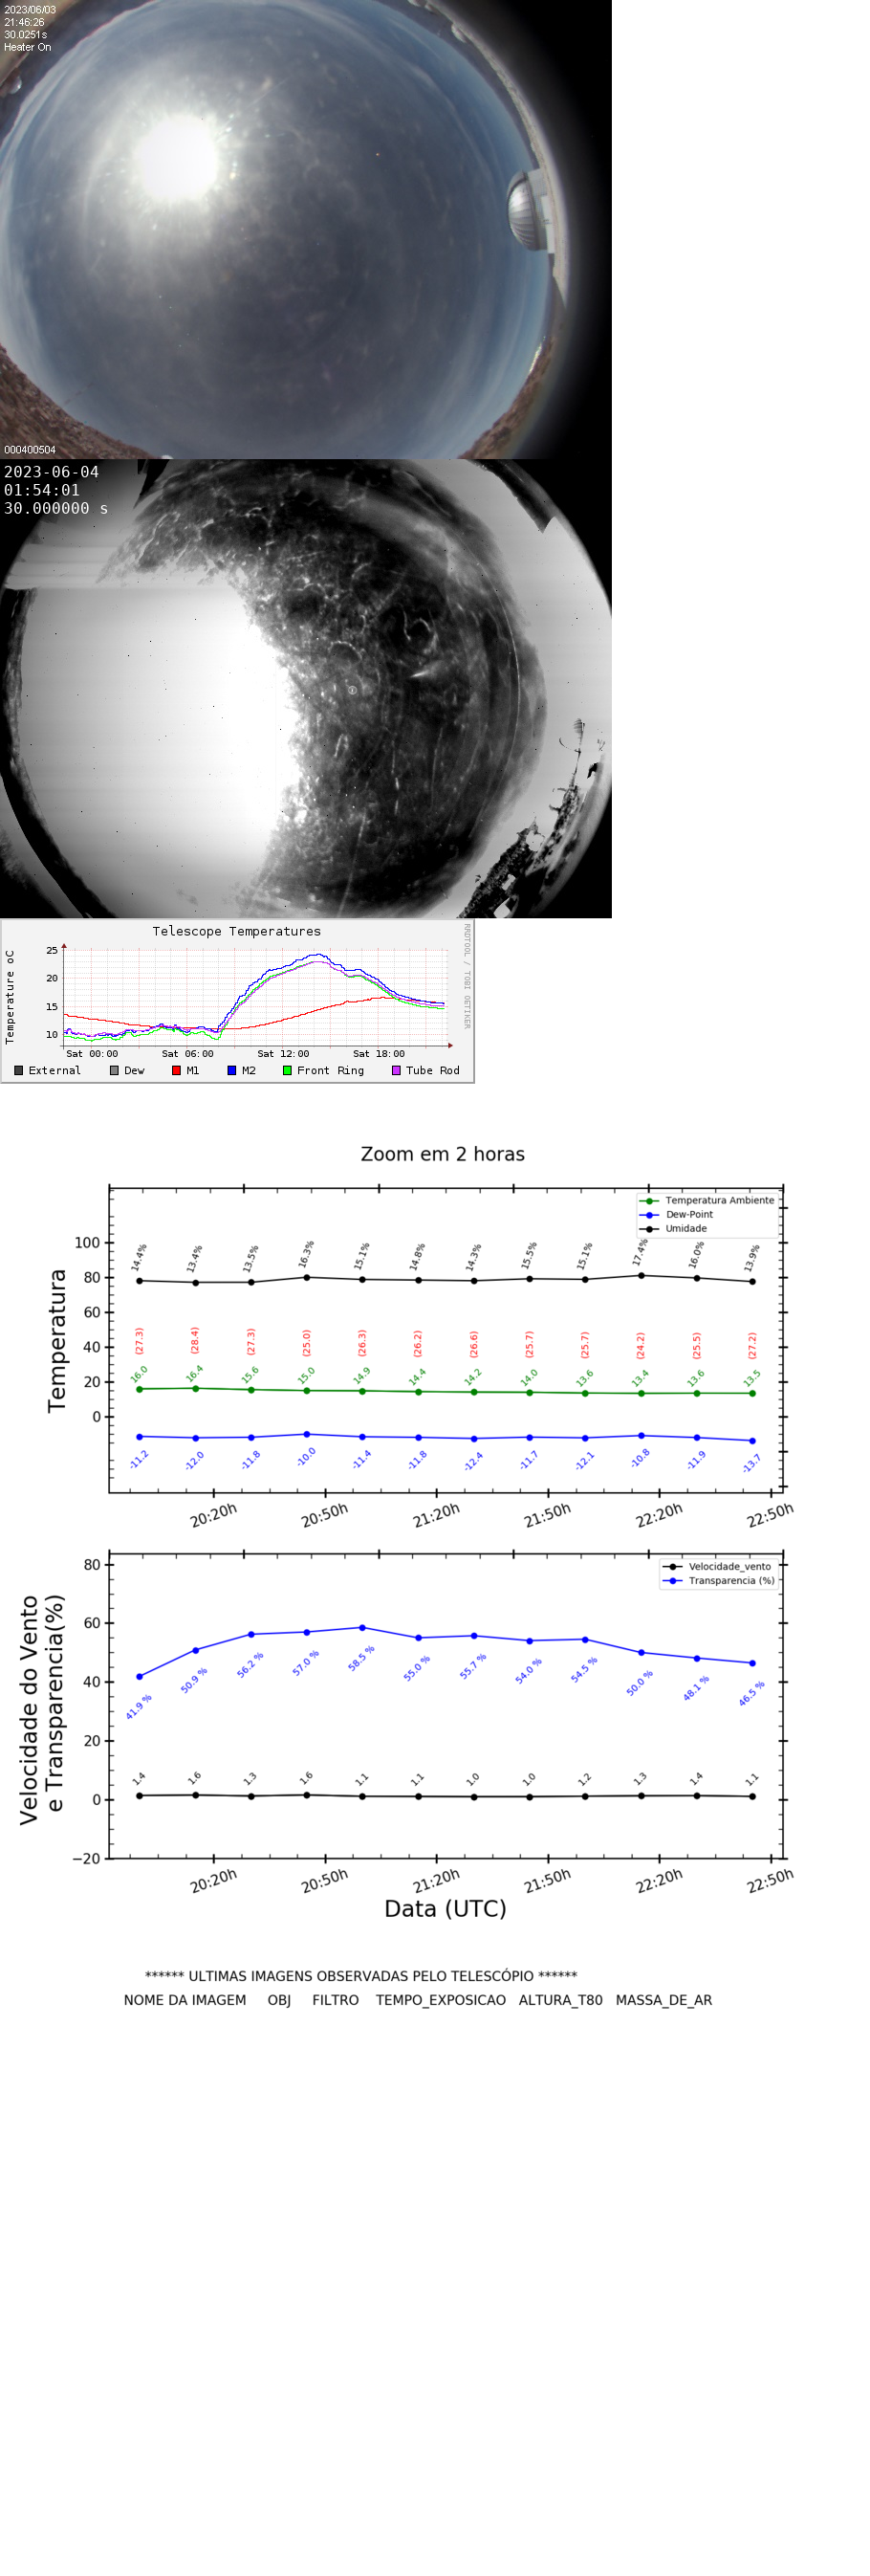 2023/06/03
21:46:26
30.0251s
Heater On
000400504
2023-06-04
01:54:01
30.000000 s
Telescope Temperatures
RRDTOOL / TOBI OETIKER
Temperature oC
25
20
15
10
Sat 00:00 Sat 06:00 Sat 12:00 Sat 18:00
External Dew M1 M2 Front Ring Tube Rod
Zoom em 2 horas
Temperatura Ambiente
Dew-Point
Umidade
Temperatura
100
80
60
40
20
0
14.4% 13.4% 13.5% 16.3% 15.1% 14.8% 14.3% 15.5% 15.1% 17.4% 16.0% 13.9%
(27.3) (28.4) (27.3) (25.0) (26.3) (26.2) (26.6) (25.7) (25.7) (24.2) (25.5) (27.2)
16.0 16.4 15.6 15.0 14.9 14.4 14.2 14.0 13.6 13.4 13.6 13.5
-11.2 -12.0 -11.8 -10.0 -11.4 -11.8 -12.4 -11.7 -12.1 -10.8 -11.9 -13.7
20:20h 20:50h 21:20h 21:50h 22:20h 22:50h
Velocidade_vento
Transparencia (%)
Velocidade do Vento
e Transparencia(%)
80
60
40
20
0
−20
41.9 % 50.9 % 56.2 % 57.0 % 58.5 % 55.0 % 55.7 % 54.0 % 54.5 % 50.0 % 48.1 % 46.5 %
1.4 1.6 1.3 1.6 1.1 1.1 1.0 1.0 1.2 1.3 1.4 1.1
20:20h 20:50h 21:20h 21:50h 22:20h 22:50h
Data (UTC)
****** ULTIMAS IMAGENS OBSERVADAS PELO TELESCÓPIO ******
NOME DA IMAGEM OBJ FILTRO TEMPO_EXPOSICAO ALTURA_T80 MASSA_DE_AR